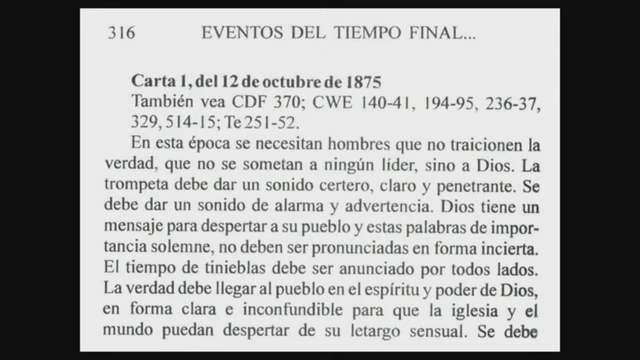 316 EVENTOS DEL TIEMPO FINAL...
Carta 1, del 12 de octubre de 1875
También vea CDF 370; CWE 140-41, 194-95, 236-37,
329, 514-15; Te 251-52.
En esta época se necesitan hombres que no traicionen la
verdad, que no se sometan a ningún líder, sino a Dios. La
trompeta debe dar un sonido certero, claro y penetrante. Se
debe dar un sonido de alarma y advertencia. Dios tiene un
mensaje para despertar a su pueblo y estas palabras de impor-
tancia solemne, no deben ser pronunciadas en forma incierta.
El tiempo de tinieblas debe ser anunciado por todos lados.
La verdad debe llegar al pueblo en el espíritu y poder de Dios,
en forma clara e inconfundible para que la iglesia y el
mundo puedan despertar de su letargo sensual. Se debe